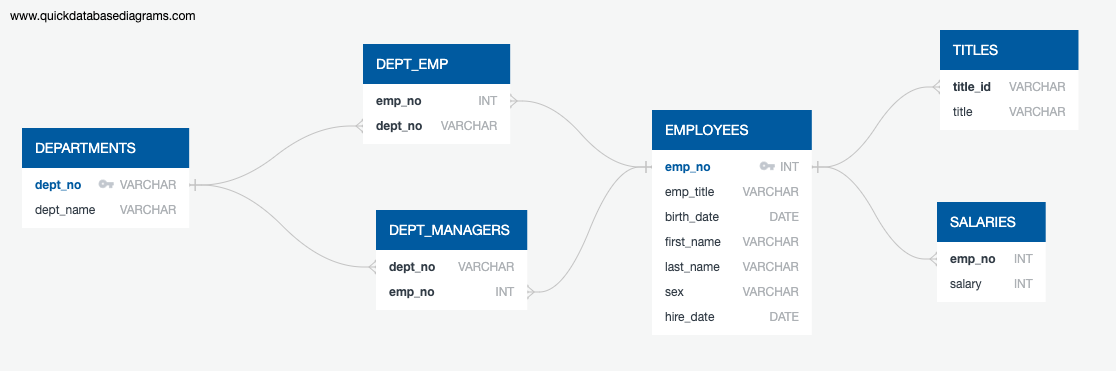 www.quickdatabasediagrams.com
DEPARTMENTS
dept_no VARCHAR
dept_name VARCHAR
DEPT_EMP
emp_no INT
dept_no VARCHAR
DEPT_MANAGERS
dept_no VARCHAR
emp_no INT
EMPLOYEES
emp_no INT
emp_title VARCHAR
birth_date DATE
first_name VARCHAR
last_name VARCHAR
sex VARCHAR
hire_date DATE
TITLES
title_id VARCHAR
title VARCHAR
SALARIES
emp_no INT
salary INT